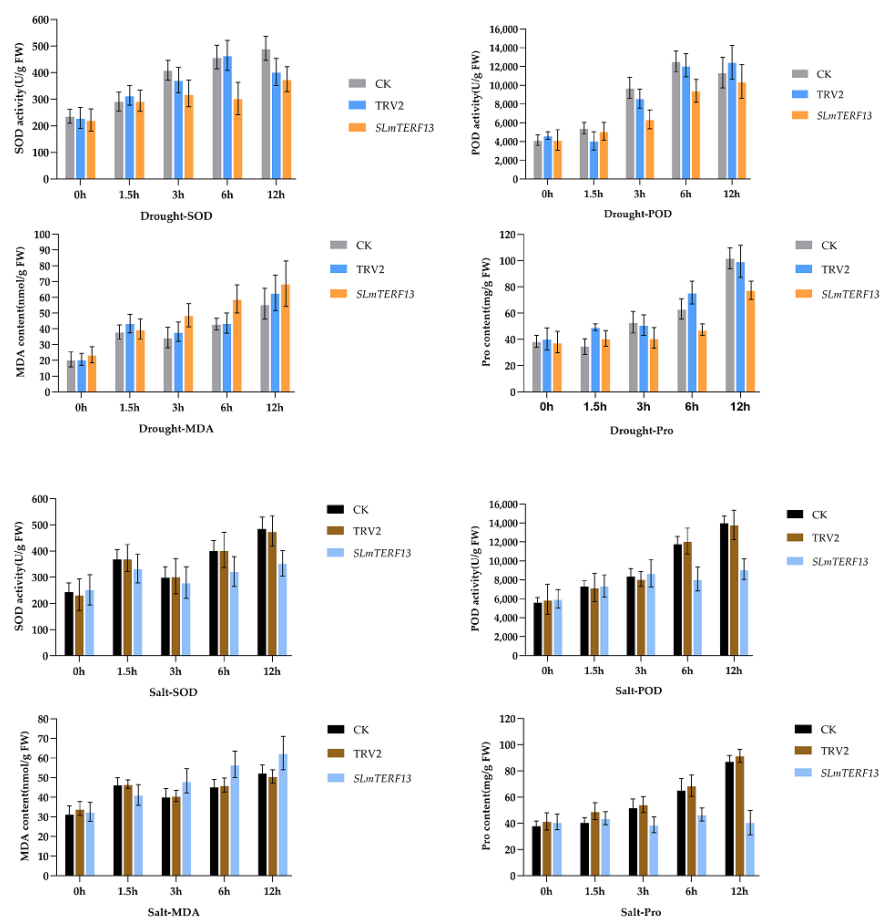 SOD activity(U/g FW)
600
500
400
300
200
100
0
0h 1.5h 3h 6h 12h
Drought-SOD
CK
TRV2
SLmTERF13
POD activity(U/g FW)
16,000
14,000
12,000
10,000
8,000
6,000
4,000
2,000
0
0h 1.5h 3h 6h 12h
Drought-POD
CK
TRV2
SLmTERF13
MDA content(nmol/g FW)
100
90
80
70
60
50
40
30
20
10
0
0h 1.5h 3h 6h 12h
Drought-MDA
CK
TRV2
SLmTERF13
Pro content(mg/g FW)
120
100
80
60
40
20
0
0h 1.5h 3h 6h 12h
Drought-Pro
CK
TRV2
SLmTERF13
SOD activity(U/g FW)
600
500
400
300
200
100
0
0h 1.5h 3h 6h 12h
Salt-SOD
CK
TRV2
SLmTERF13
POD activity(U/g FW)
16,000
14,000
12,000
10,000
8,000
6,000
4,000
2,000
0
0h 1.5h 3h 6h 12h
Salt-POD
CK
TRV2
SLmTERF13
MDA content(nmol/g FW)
80
70
60
50
40
30
20
10
0
0h 1.5h 3h 6h 12h
Salt-MDA
CK
TRV2
SLmTERF13
Pro content(mg/g FW)
120
100
80
60
40
20
0
0h 1.5h 3h 6h 12h
Salt-Pro
CK
TRV2
SLmTERF13